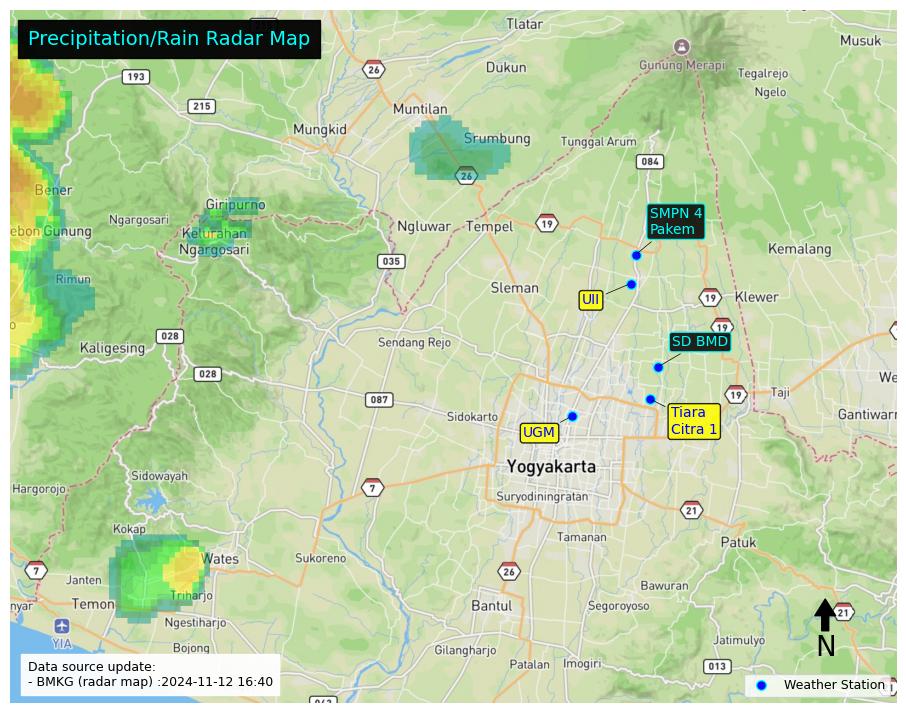 Precipitation/Rain Radar Map
Tlatar
Musuk
26
193
Dukun
Gunung Merapi
Tegalrejo
Ngelo
215
Muntilan
Mungkid
Srumbung
Tunggal Arum
084
26
Bener
Giripurno
SMPN 4
Pakem
Ngargosari
Ngluwar
Tempel
19
ebon Gunung
Kelurahan
Ngargosari
Kemalang
035
Rimun
Sleman
UII
19
Klewer
19
028
Sendang Rejo
SD BMD
Kaligesing
028
We
087
19
Taji
Sidokarto
Tiara
Citra 1
Gantiwarn
UGM
Yogyakarta
Sidowayah
Hargorojo
7
Suryodiningratan
21
Kokap
Tamanan
Patuk
Wates
Sukoreno
7
26
Janten
Bawuran
Temon
Triharjo
Bantul
Segoroyoso
21
nyar
Ngestiharjo
YIA
N
Bojong
Gilangharjo
Jatimulyo
Patalan
Imogiri
013
Data source update:
- BMKG (radar map) :2024-11-12 16:40
Weather Station